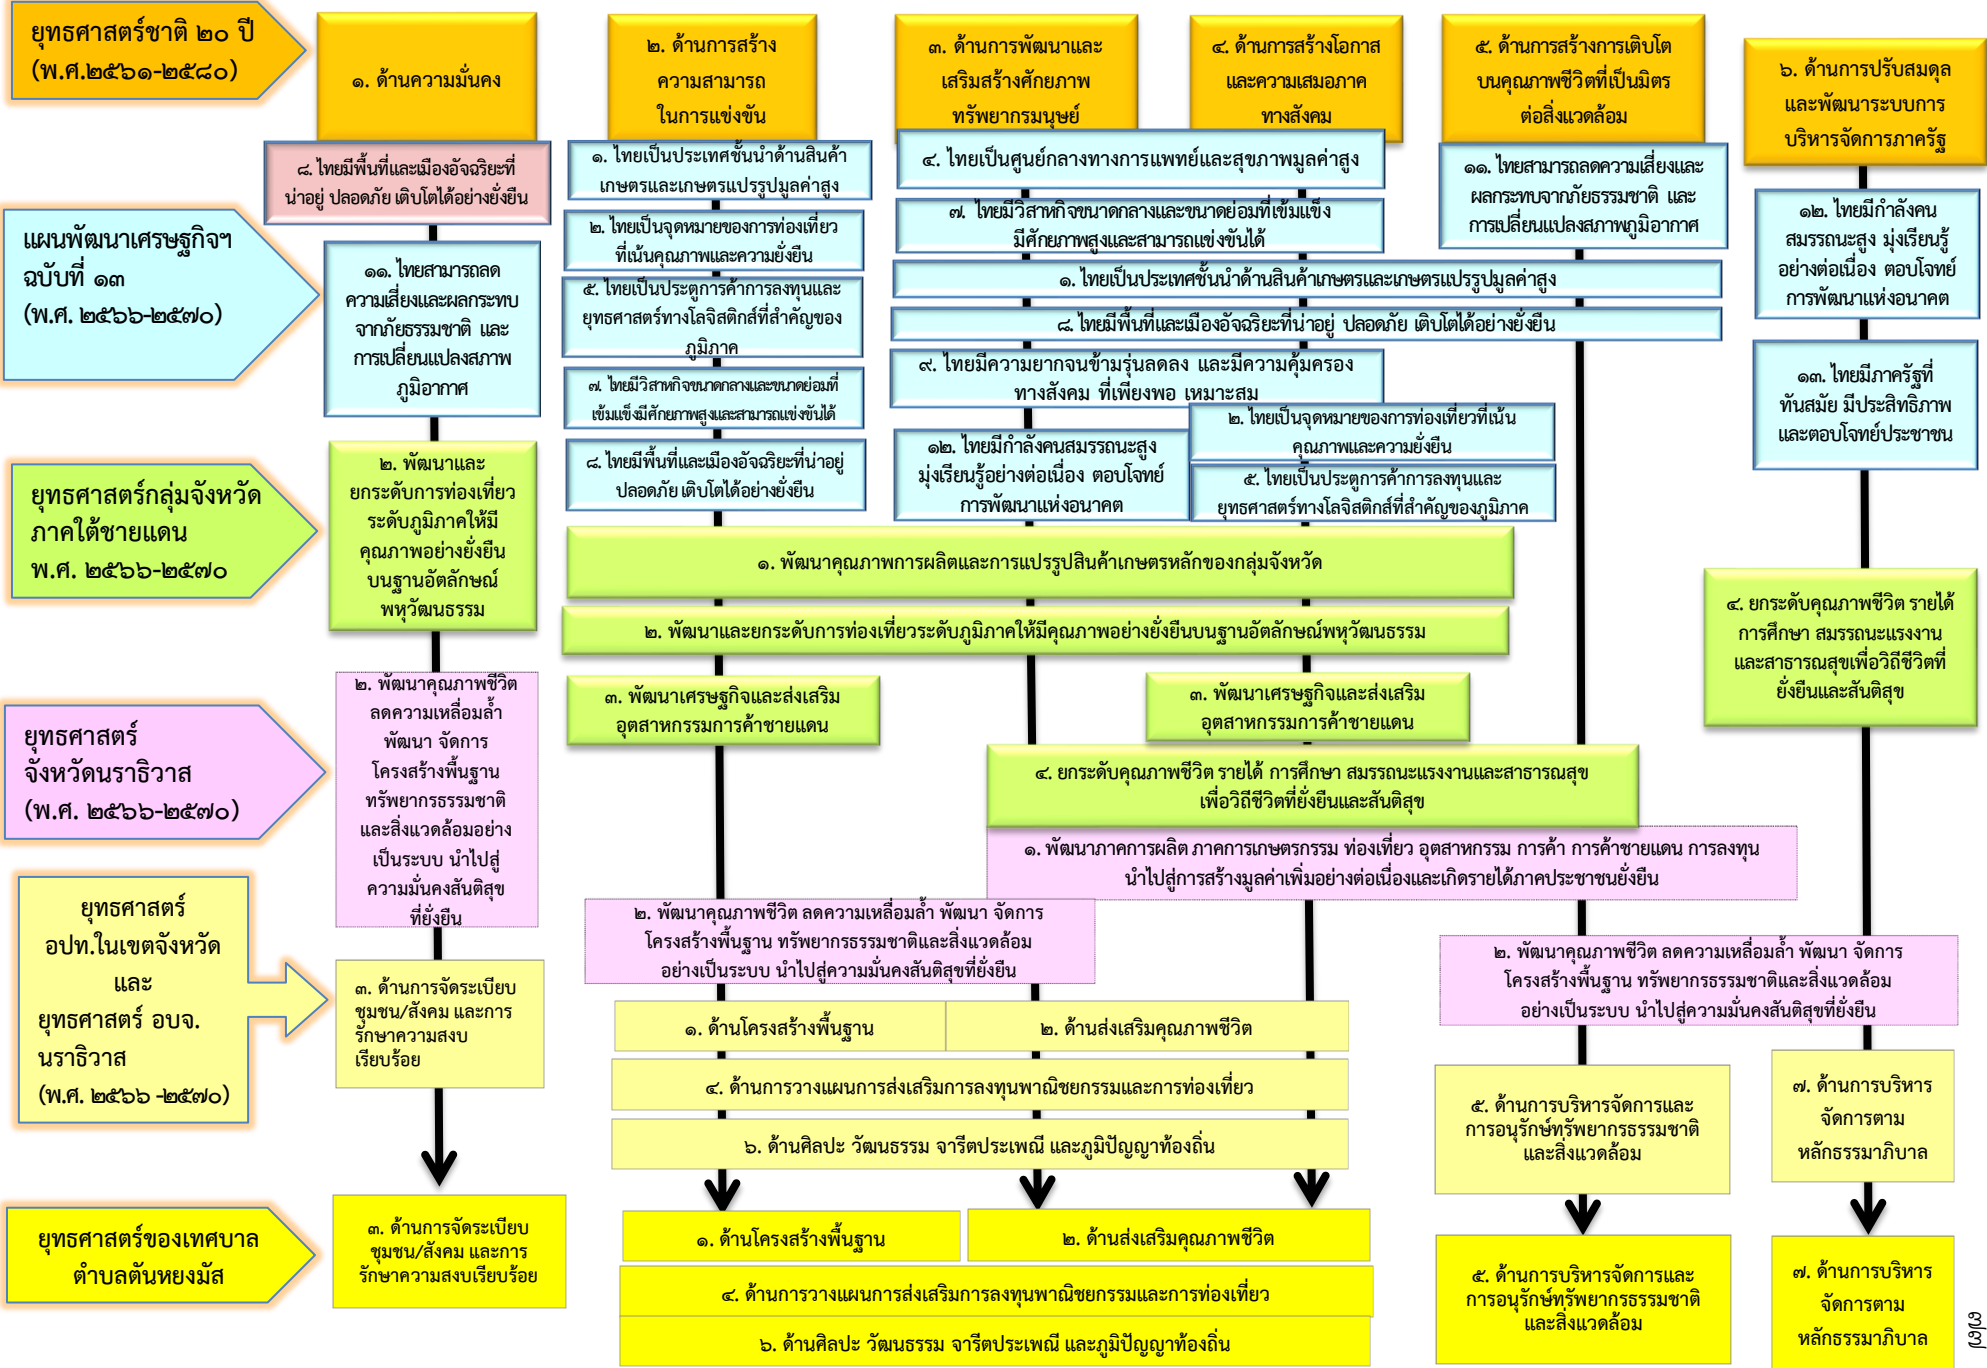 ยุทธศาสตร์ชาติ ๒๐ ปี
(พ.ศ.๒๕๖๑-๒๕๘๐)
๑. ด้านความมั่นคง
๒. ด้านการสร้าง
ความสามารถ
ในการแข่งขัน
๓. ด้านการพัฒนาและ
เสริมสร้างศักยภาพ
ทรัพยากรมนุษย์
๔. ด้านการสร้างโอกาส
และความเสมอภาค
ทางสังคม
๕. ด้านการสร้างการเติบโต
บนคุณภาพชีวิตที่เป็นมิตร
ต่อสิ่งแวดล้อม
๖. ด้านการปรับสมดุล
และพัฒนาระบบการ
บริหารจัดการภาครัฐ
แผนพัฒนาเศรษฐกิจฯ
ฉบับที่ ๑๓
(พ.ศ. ๒๕๖๖-๒๕๗๐)
๘. ไทยมีพื้นที่และเมืองอัจฉริยะที่
น่าอยู่ ปลอดภัย เติบโตได้อย่างยั่งยืน
๑๑. ไทยสามารถลด
ความเสี่ยงและผลกระทบ
จากภัยธรรมชาติ และ
การเปลี่ยนแปลงสภาพ
ภูมิอากาศ
๑. ไทยเป็นประเทศชั้นนำด้านสินค้า
เกษตรและเกษตรแปรรูปมูลค่าสูง
๒. ไทยเป็นจุดหมายของการท่องเที่ยว
ที่เน้นคุณภาพและความยั่งยืน
๕. ไทยเป็นประตูการค้าการลงทุนและ
ยุทธศาสตร์ทางโลจิสติกส์ที่สำคัญของ
ภูมิภาค
๗. ไทยมีวิสาหกิจขนาดกลางและขนาดย่อมที่
เข้มแข็งมีศักยภาพสูงและสามารถแข่งขันได้
๘. ไทยมีพื้นที่และเมืองอัจฉริยะที่น่าอยู่
ปลอดภัย เติบโตได้อย่างยั่งยืน
๔. ไทยเป็นศูนย์กลางทางการแพทย์และสุขภาพมูลค่าสูง
๗. ไทยมีวิสาหกิจขนาดกลางและขนาดย่อมที่เข้มแข็ง
มีศักยภาพสูงและสามารถแข่งขันได้
๑. ไทยเป็นประเทศชั้นนำด้านสินค้าเกษตรและเกษตรแปรรูปมูลค่าสูง
๘. ไทยมีพื้นที่และเมืองอัจฉริยะที่น่าอยู่ ปลอดภัย เติบโตได้อย่างยั่งยืน
๙. ไทยมีความยากจนข้ามรุ่นลดลง และมีความคุ้มครอง
ทางสังคม ที่เพียงพอ เหมาะสม
๒. ไทยเป็นจุดหมายของการท่องเที่ยวที่เน้น
คุณภาพและความยั่งยืน
๑๒. ไทยมีกำลังคนสมรรถนะสูง
มุ่งเรียนรู้อย่างต่อเนื่อง ตอบโจทย์
การพัฒนาแห่งอนาคต
๕. ไทยเป็นประตูการค้าการลงทุนและ
ยุทธศาสตร์ทางโลจิสติกส์ที่สำคัญของภูมิภาค
๑๑. ไทยสามารถลดความเสี่ยงและ
ผลกระทบจากภัยธรรมชาติ และ
การเปลี่ยนแปลงสภาพภูมิอากาศ
๑๒. ไทยมีกำลังคน
สมรรถนะสูง มุ่งเรียนรู้
อย่างต่อเนื่อง ตอบโจทย์
การพัฒนาแห่งอนาคต
๑๓. ไทยมีภาครัฐที่
ทันสมัย มีประสิทธิภาพ
และตอบโจทย์ประชาชน
ยุทธศาสตร์กลุ่มจังหวัด
ภาคใต้ชายแดน
พ.ศ. ๒๕๖๖-๒๕๗๐
๒. พัฒนาและ
ยกระดับการท่องเที่ยว
ระดับภูมิภาคให้มี
คุณภาพอย่างยั่งยืน
บนฐานอัตลักษณ์
พหุวัฒนธรรม
๑. พัฒนาคุณภาพการผลิตและการแปรรูปสินค้าเกษตรหลักของกลุ่มจังหวัด
๒. พัฒนาและยกระดับการท่องเที่ยวระดับภูมิภาคให้มีคุณภาพอย่างยั่งยืนบนฐานอัตลักษณ์พหุวัฒนธรรม
๓. พัฒนาเศรษฐกิจและส่งเสริม
อุตสาหกรรมการค้าชายแดน
๓. พัฒนาเศรษฐกิจและส่งเสริม
อุตสาหกรรมการค้าชายแดน
๔. ยกระดับคุณภาพชีวิต รายได้ การศึกษา สมรรถนะแรงงานและสาธารณสุข
เพื่อวิถีชีวิตที่ยั่งยืนและสันติสุข
๔. ยกระดับคุณภาพชีวิต รายได้
การศึกษา สมรรถนะแรงงาน
และสาธารณสุขเพื่อวิถีชีวิตที่
ยั่งยืนและสันติสุข
ยุทธศาสตร์
จังหวัดนราธิวาส
(พ.ศ. ๒๕๖๖-๒๕๗๐)
๒. พัฒนาคุณภาพชีวิต
ลดความเหลื่อมล้ำ
พัฒนา จัดการ
โครงสร้างพื้นฐาน
ทรัพยากรธรรมชาติ
และสิ่งแวดล้อมอย่าง
เป็นระบบ นำไปสู่
ความมั่นคงสันติสุข
ที่ยั่งยืน
๑. พัฒนาภาคการผลิต ภาคการเกษตรกรรม ท่องเที่ยว อุตสาหกรรม การค้า การค้าชายแดน การลงทุน
นำไปสู่การสร้างมูลค่าเพิ่มอย่างต่อเนื่องและเกิดรายได้ภาคประชาชนยั่งยืน
๒. พัฒนาคุณภาพชีวิต ลดความเหลื่อมล้ำ พัฒนา จัดการ
โครงสร้างพื้นฐาน ทรัพยากรธรรมชาติและสิ่งแวดล้อม
อย่างเป็นระบบ นำไปสู่ความมั่นคงสันติสุขที่ยั่งยืน
๒. พัฒนาคุณภาพชีวิต ลดความเหลื่อมล้ำ พัฒนา จัดการ
โครงสร้างพื้นฐาน ทรัพยากรธรรมชาติและสิ่งแวดล้อม
อย่างเป็นระบบ นำไปสู่ความมั่นคงสันติสุขที่ยั่งยืน
ยุทธศาสตร์
อปท.ในเขตจังหวัด
และ
ยุทธศาสตร์ อบจ.
นราธิวาส
(พ.ศ. ๒๕๖๖ -๒๕๗๐)
๓. ด้านการจัดระเบียบ
ชุมชน/สังคม และการ
รักษาความสงบ
เรียบร้อย
๑. ด้านโครงสร้างพื้นฐาน
๒. ด้านส่งเสริมคุณภาพชีวิต
๔. ด้านการวางแผนการส่งเสริมการลงทุนพาณิชยกรรมและการท่องเที่ยว
๖. ด้านศิลปะ วัฒนธรรม จารีตประเพณี และภูมิปัญญาท้องถิ่น
๕. ด้านการบริหารจัดการและ
การอนุรักษ์ทรัพยากรธรรมชาติ
และสิ่งแวดล้อม
๗. ด้านการบริหาร
จัดการตาม
หลักธรรมาภิบาล
ยุทธศาสตร์ของเทศบาล
ตำบลตันหยงมัส
๓. ด้านการจัดระเบียบ
ชุมชน/สังคม และการ
รักษาความสงบเรียบร้อย
๑. ด้านโครงสร้างพื้นฐาน
๒. ด้านส่งเสริมคุณภาพชีวิต
๔. ด้านการวางแผนการส่งเสริมการลงทุนพาณิชยกรรมและการท่องเที่ยว
๖. ด้านศิลปะ วัฒนธรรม จารีตประเพณี และภูมิปัญญาท้องถิ่น
๕. ด้านการบริหารจัดการและ
การอนุรักษ์ทรัพยากรธรรมชาติ
และสิ่งแวดล้อม
๗. ด้านการบริหาร
จัดการตาม
หลักธรรมาภิบาล